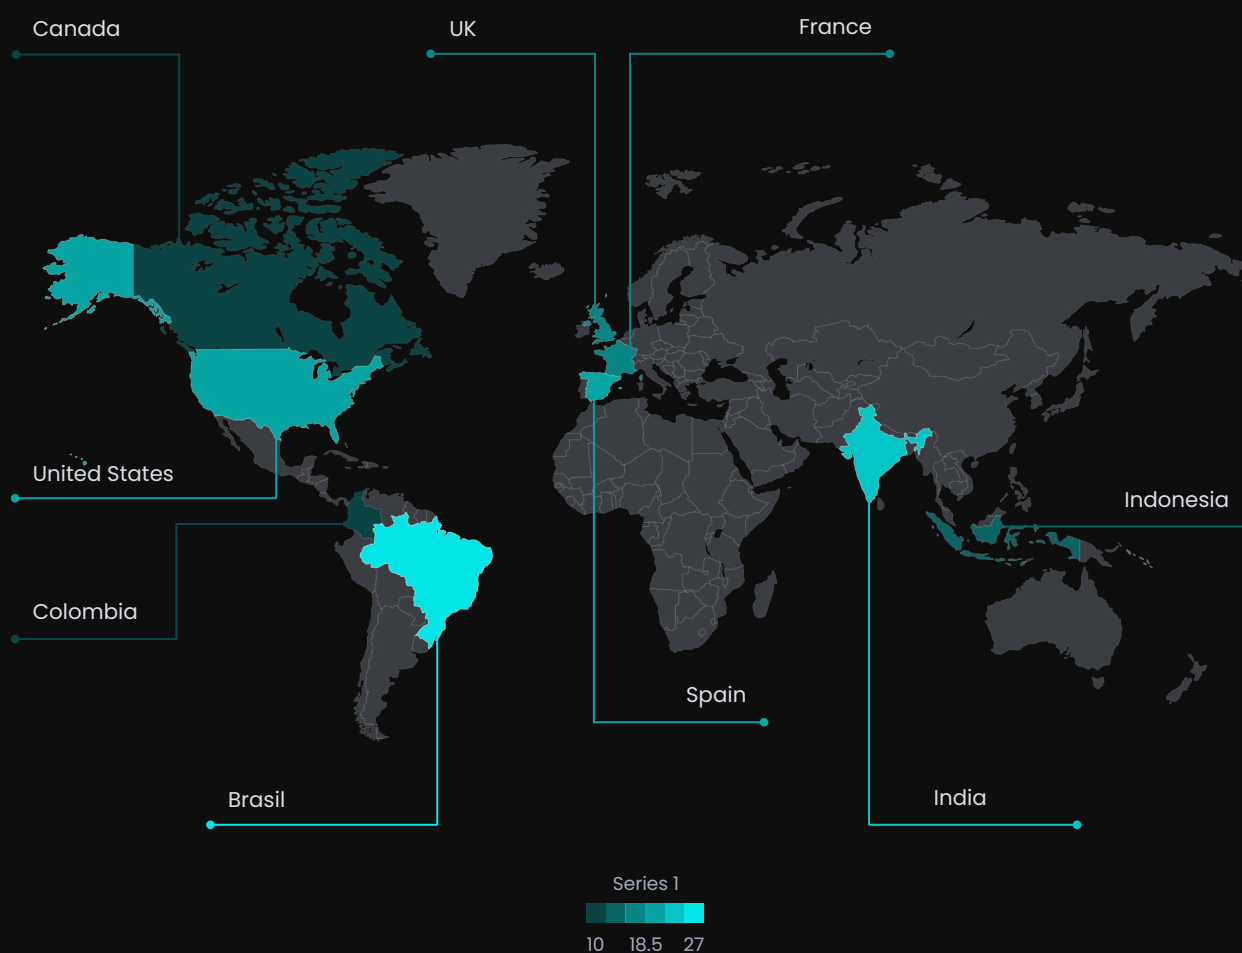 Canada
UK
France
United States
Indonesia
Colombia
Spain
Brasil
India
Series 1
10 18.5 27